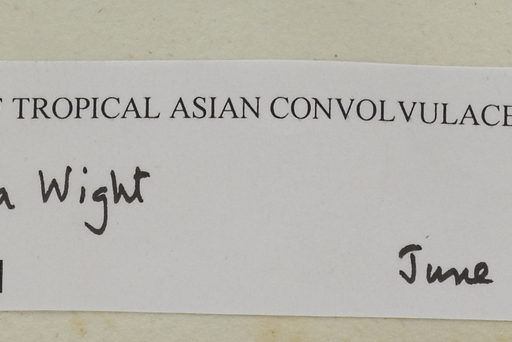 TROPICAL ASIAN CONVOLVULACE
Wight
June